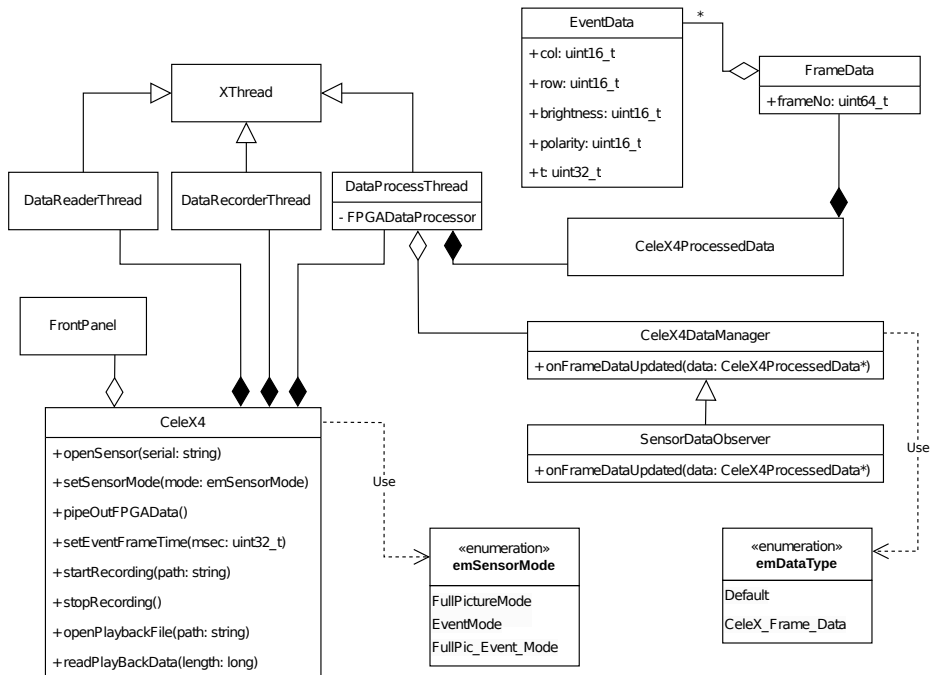 EventData
+col: uint16_t
+row: uint16_t
+brightness: uint16_t
+polarity: uint16_t
+t: uint32_t
*
FrameData
+frameNo: uint64_t
XThread
DataReaderThread
DataRecorderThread
DataProcessThread
- FPGADataProcessor
CeleX4ProcessedData
FrontPanel
CeleX4DataManager
+onFrameDataUpdated(data: CeleX4ProcessedData*)
SensorDataObserver
+onFrameDataUpdated(data: CeleX4ProcessedData*)
Use
CeleX4
+openSensor(serial: string)
+setSensorMode(mode: emSensorMode)
+pipeOutFPGAData()
+setEventFrameTime(msec: uint32_t)
+startRecording(path: string)
+stopRecording()
+openPlaybackFile(path: string)
+readPlayBackData(length: long)
Use
«enumeration»
emSensorMode
FullPictureMode
EventMode
FullPic_Event_Mode
«enumeration»
emDataType
Default
CeleX_Frame_Data